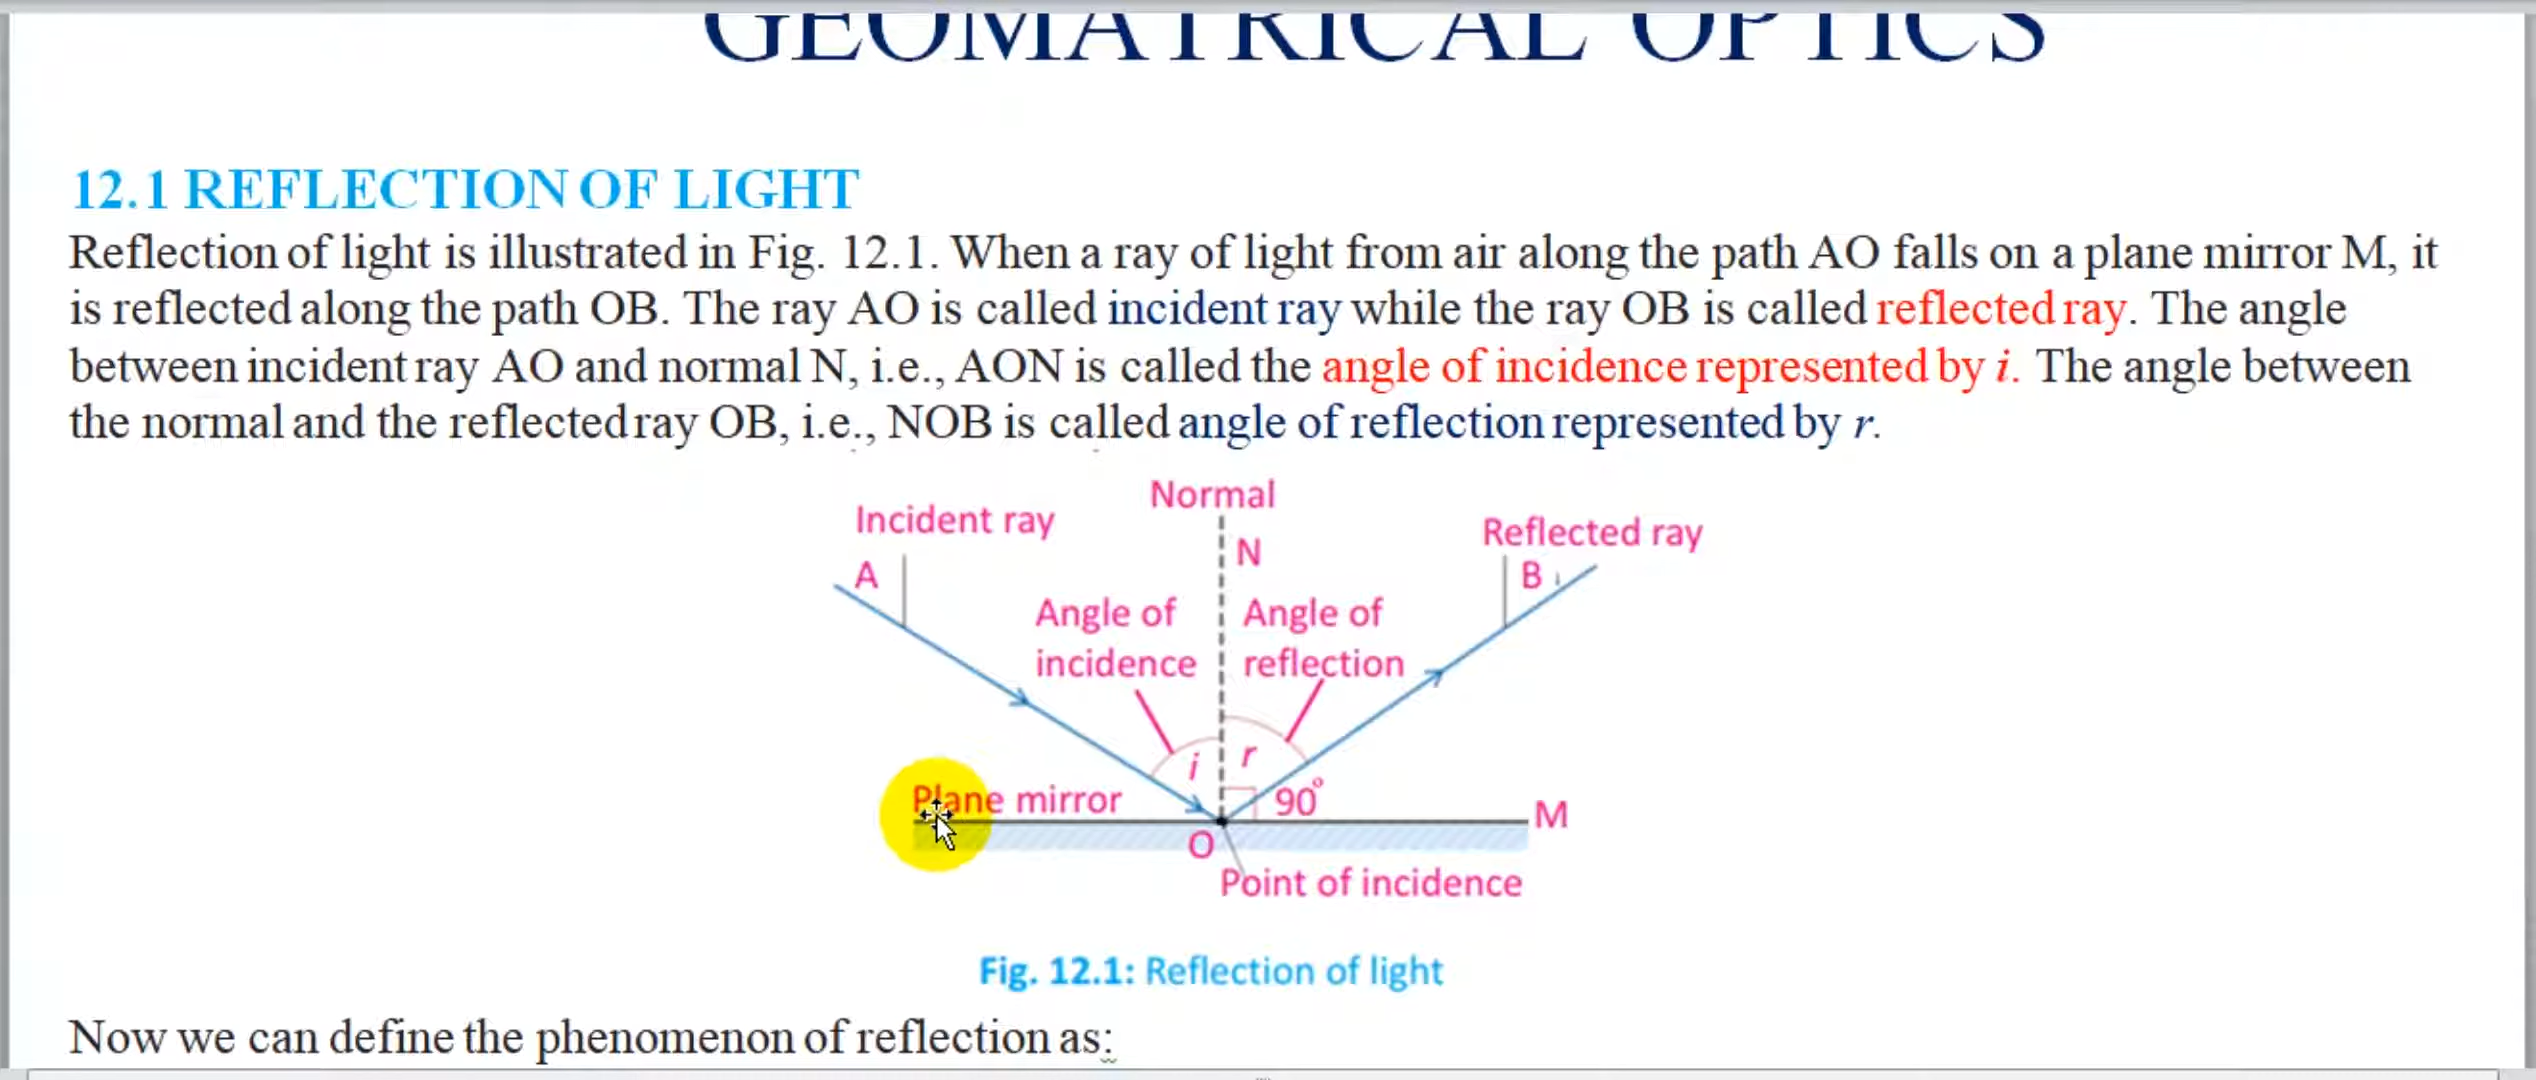 GEOMATRICAL OPTICS
12.1 REFLECTION OF LIGHT
Reflection of light is illustrated in Fig. 12.1. When a ray of light from air along the path AO falls on a plane mirror M, it
is reflected along the path OB. The ray AO is called incident ray while the ray OB is called reflected ray. The angle
between incident ray AO and normal N, i.e., AON is called the angle of incidence represented by i. The angle between
the normal and the reflected ray OB, i.e., NOB is called angle of reflection represented by r.
Normal
Incident ray
Reflected ray
N
A
B
Angle of
incidence
Angle of
reflection
i
r
Plane mirror
90°
M
O
Point of incidence
Fig. 12.1: Reflection of light
Now we can define the phenomenon of reflection as: